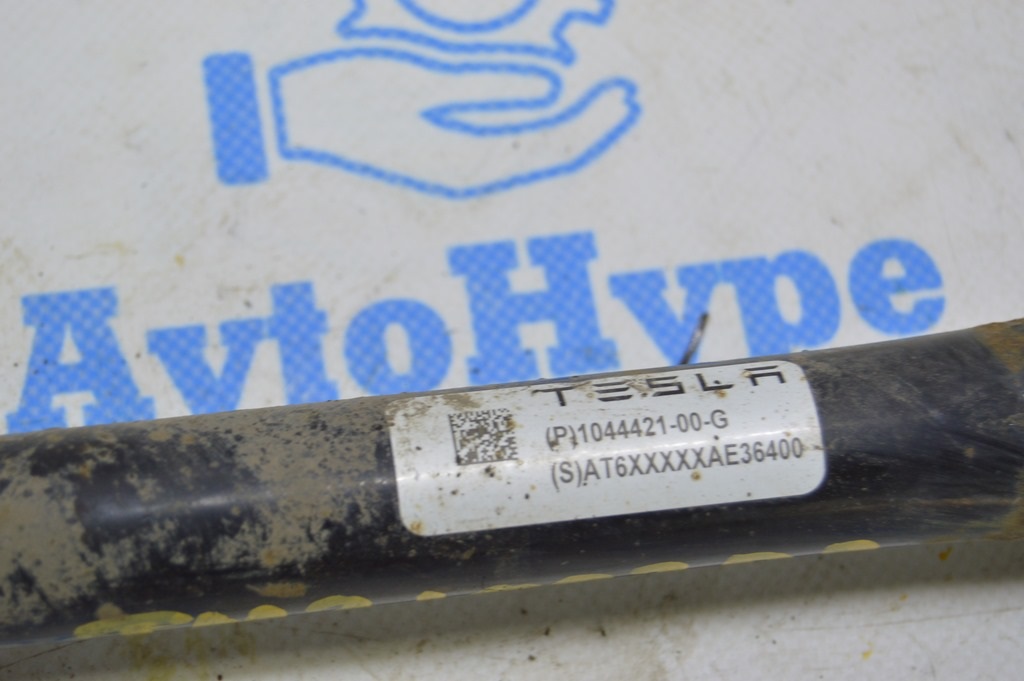 AvtoHype
TESLA
(P)1044421-00-G
(S)AT6XXXXXAE36400